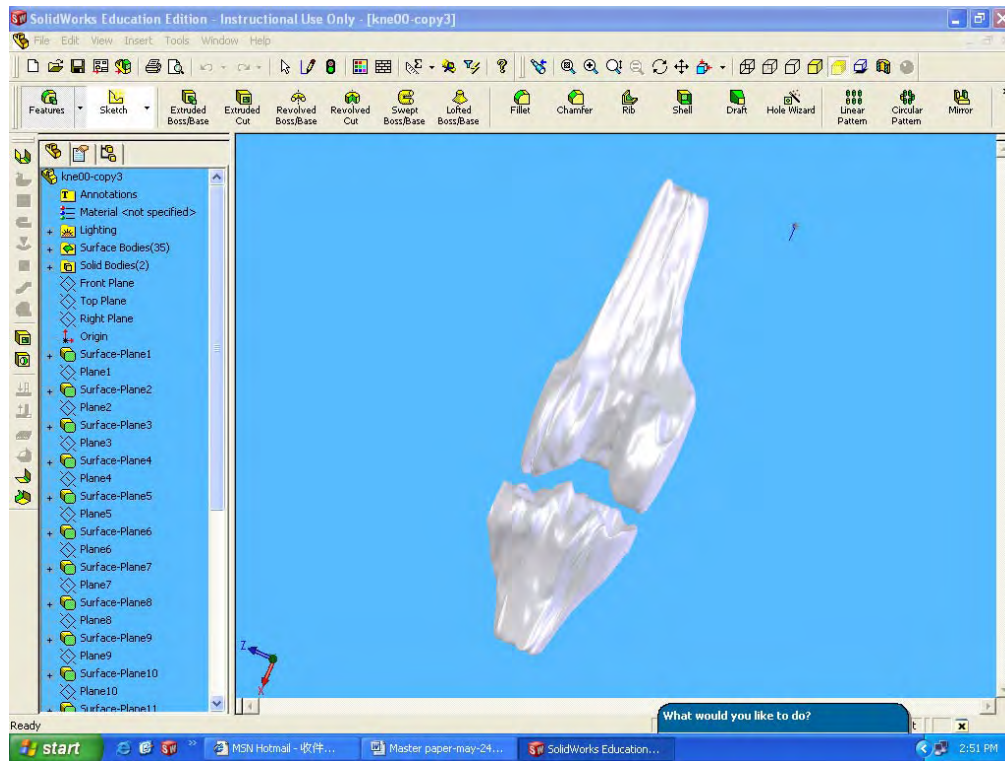 SolidWorks Education Edition - Instructional Use Only - [kne00-copy3]
File Edit View Insert Tools Window Help
Features Sketch Extruded Boss/Base Extruded Cut Revolved Boss/Base Revolved Cut Swept Boss/Base Lofted Boss/Base Fillet Chamfer Rib Shell Draft Hole Wizard Linear Pattern Circular Pattern Mirror
kne00-copy3
Annotations
Material <not specified>
Lighting
Surface Bodies(35)
Solid Bodies(2)
Front Plane
Top Plane
Right Plane
Origin
Surface-Plane1
Plane1
Surface-Plane2
Plane2
Surface-Plane3
Plane3
Surface-Plane4
Plane4
Surface-Plane5
Plane5
Surface-Plane6
Plane6
Surface-Plane7
Plane7
Surface-Plane8
Plane8
Surface-Plane9
Plane9
Surface-Plane10
Plane10
Surface-Plane11
Z
X
What would you like to do?
Ready
start
MSN Hotmail - 收件...
Master paper-may-24...
SolidWorks Education...
2:51 PM